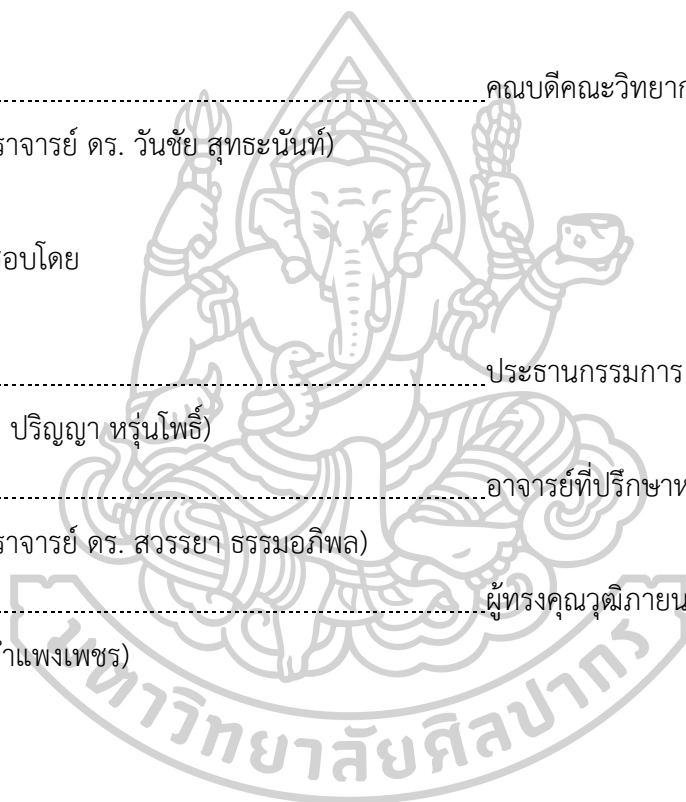 คณบดีคณะวิทยาก
ราจารย์ ดร. วันชัย สุทธะนันท์)
สอบโดย
ประธานกรรมการ
ปริญญา หรุ่นโพธิ์)
อาจารย์ที่ปรึกษาห
ราจารย์ ดร. สวรรยา ธรรมอภิพล)
ผู้ทรงคุณวุฒิภายน
กำแพงเพชร)
มหาวิทยาลัยศิลปากร